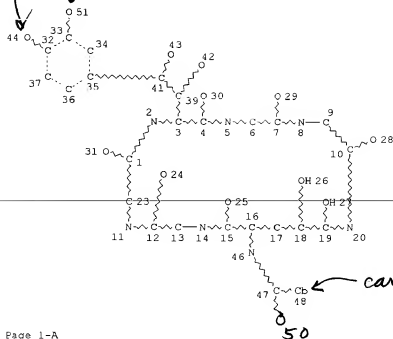 O 51
44 O 33 43
32 34 O 42
O
37 35 41
36 39 O 30 O 29
2 9
N C C N C C N C
3 4 5 6 7 8
10 O 28
31 O C
1
O 24 OH 26
C 23 O 25 16 OH 27
N C C N C C C C C N
11 12 13 14 15 17 18 19 20
46 N
C Cb
47 48
O
50
Page 1-A